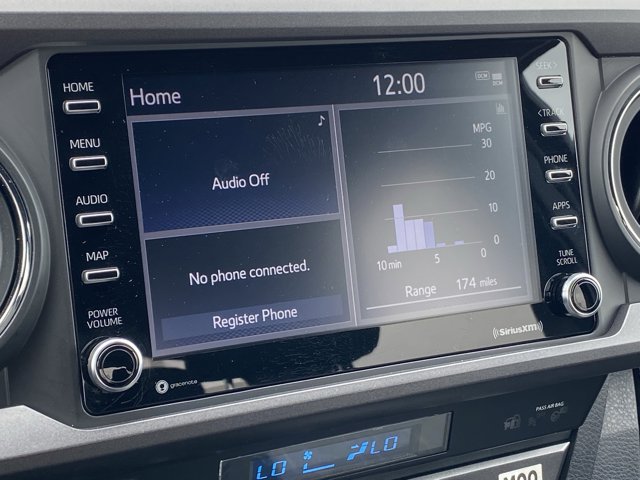 HOME
MENU
AUDIO
MAP
POWER
VOLUME
Home
12:00
DCM
DCM
Audio Off
No phone connected.
Register Phone
MPG
30
20
10
0
10 min 5 0
Range 174 miles
SEEK>
<TRACK
PHONE
APPS
TUNE
SCROLL
gracenote
SiriusXM
PASS AIR BAG
LO LO